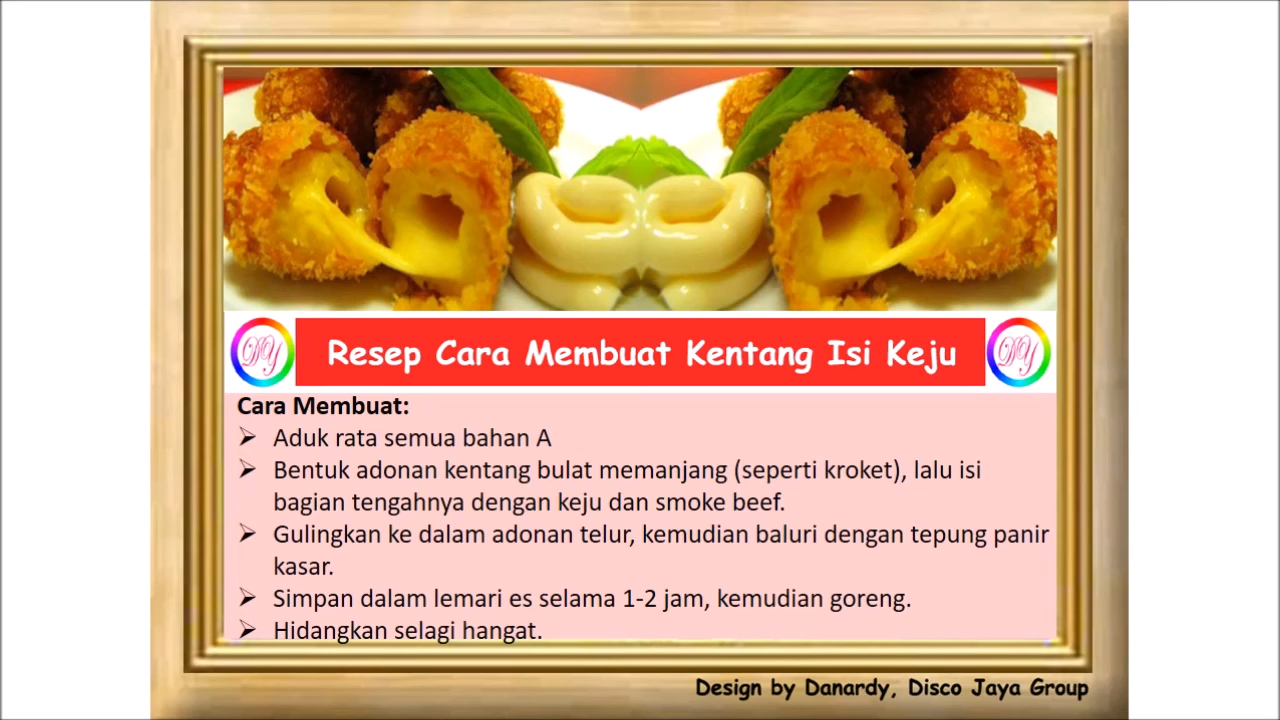 Resep Cara Membuat Kentang Isi Keju
Cara Membuat:
➢ Aduk rata semua bahan A
➢ Bentuk adonan kentang bulat memanjang (seperti kroket), lalu isi
bagian tengahnya dengan keju dan smoke beef.
➢ Gulingkan ke dalam adonan telur, kemudian baluri dengan tepung panir
kasar.
➢ Simpan dalam lemari es selama 1-2 jam, kemudian goreng.
➢ Hidangkan selagi hangat.
Design by Danardy, Disco Jaya Group